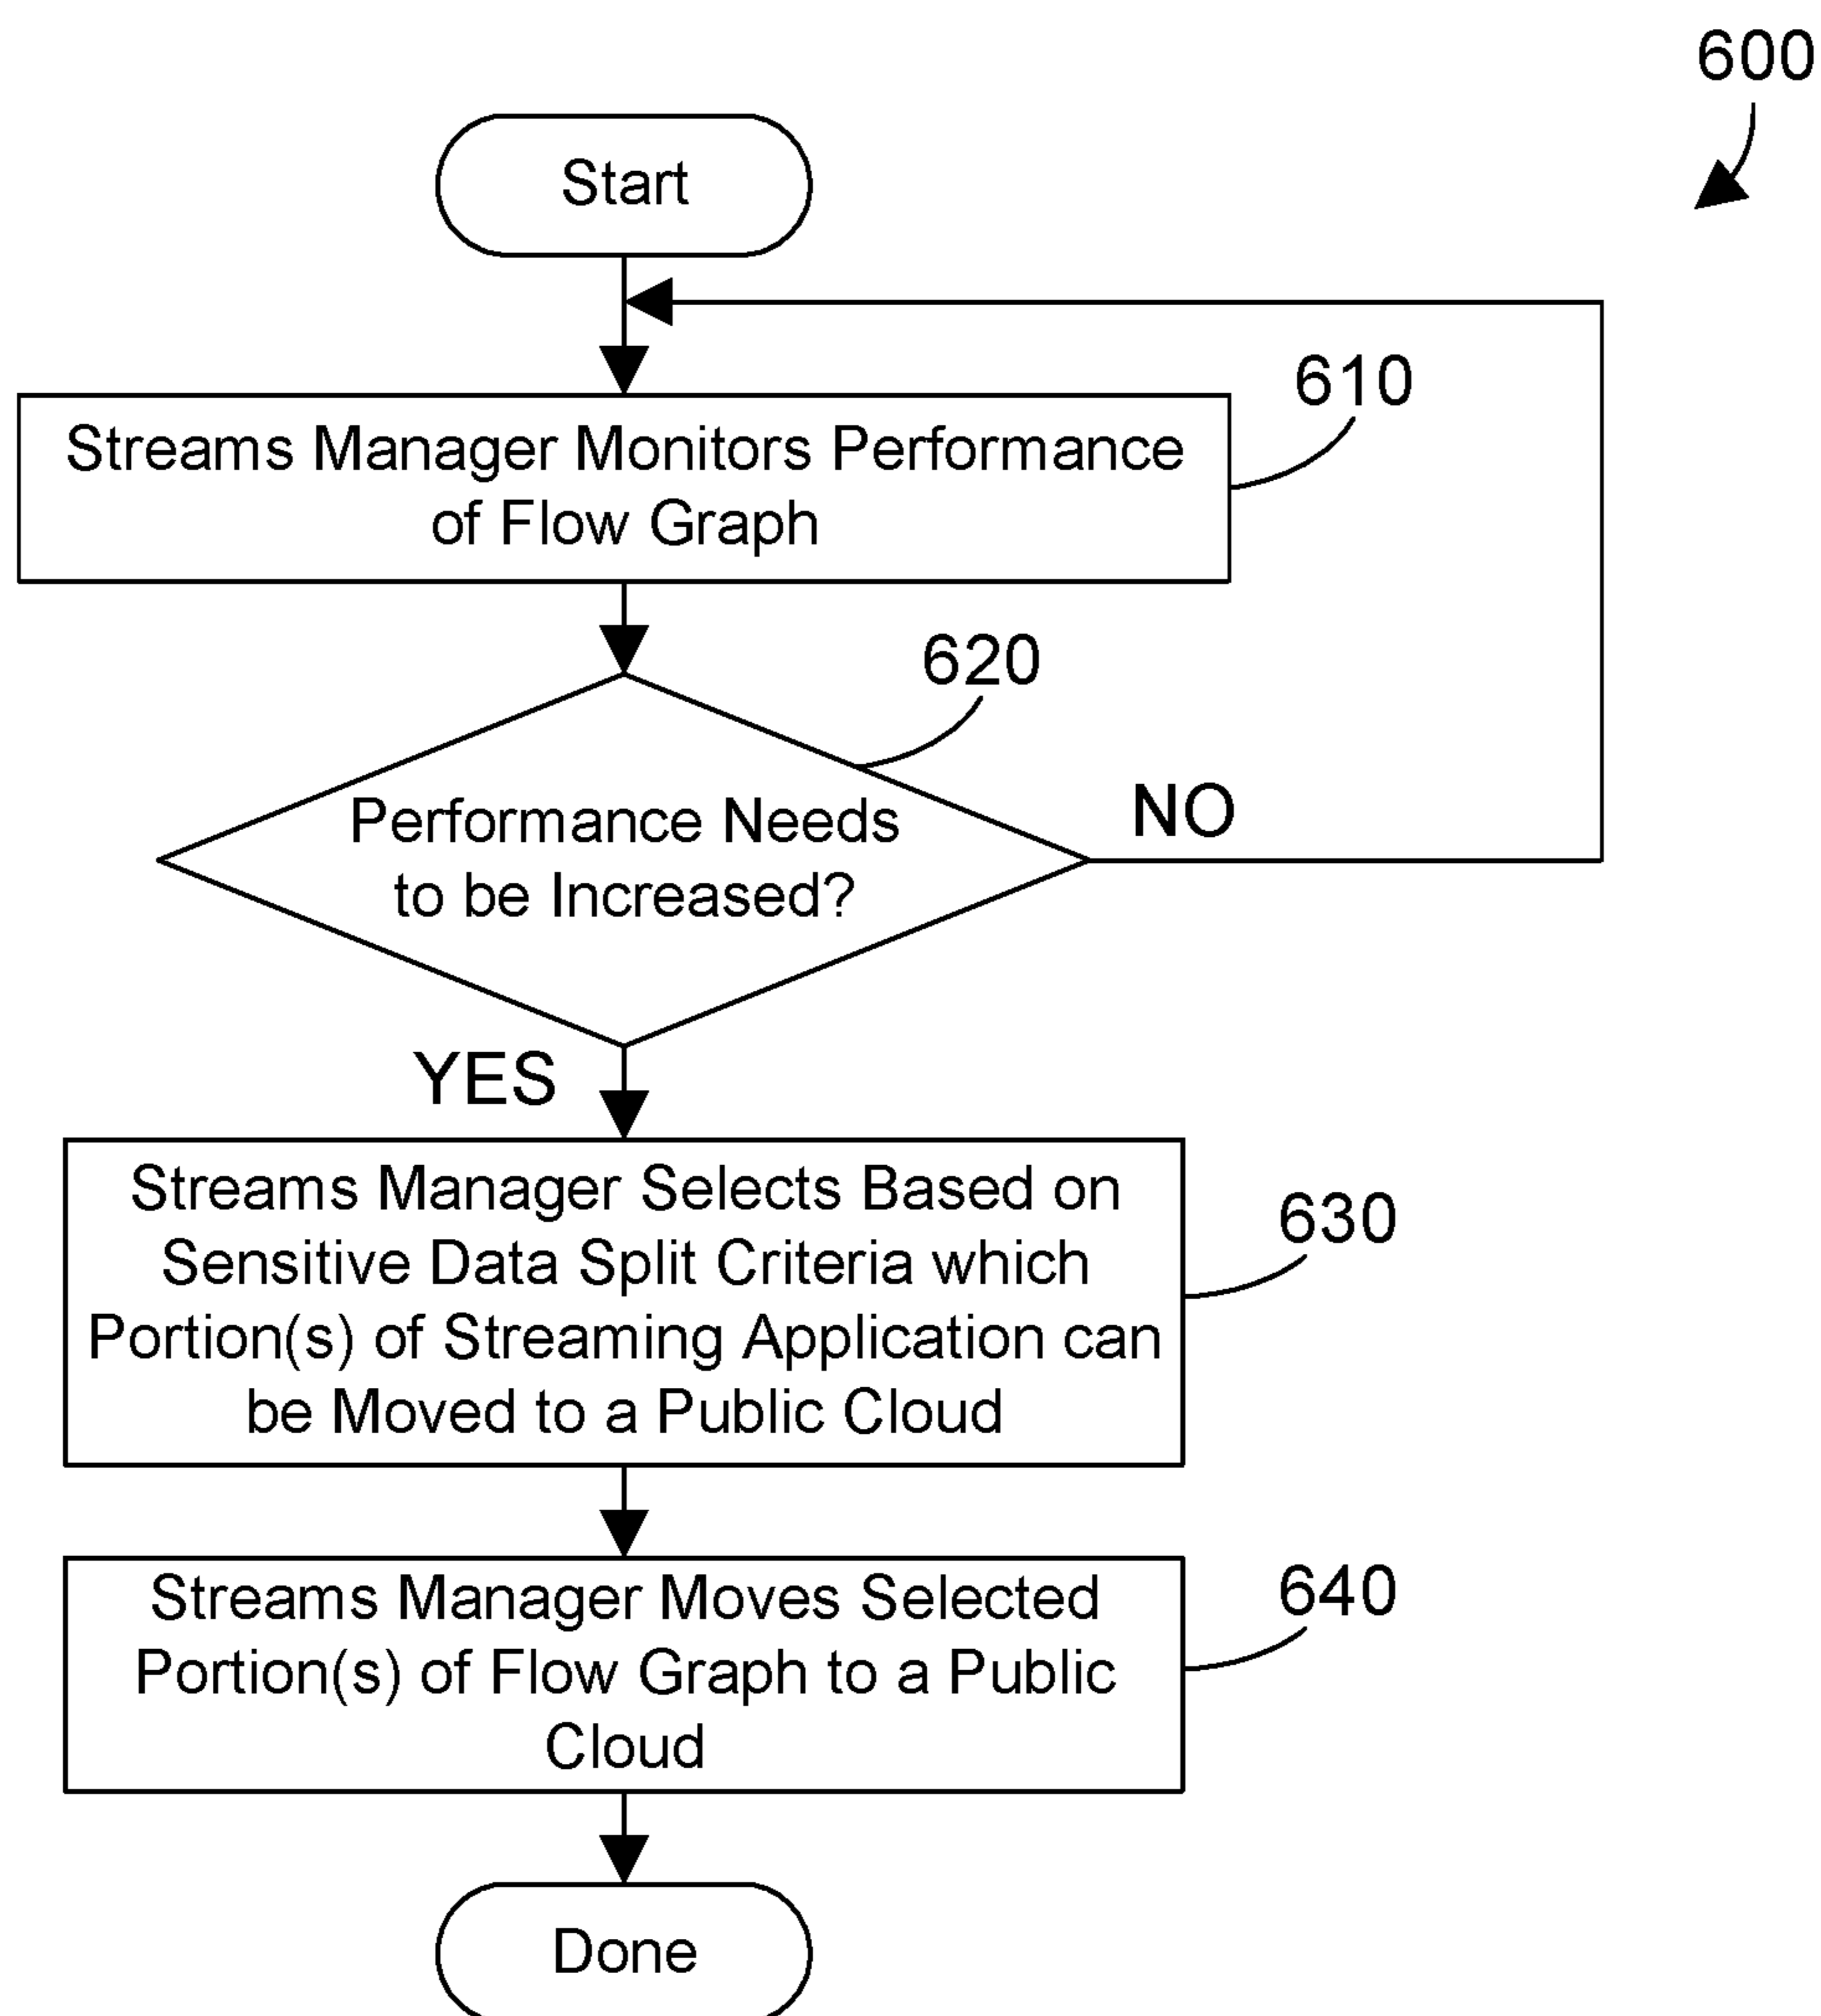 600
Start
610
Streams Manager Monitors Performance
of Flow Graph
620
Performance Needs
to be Increased?
NO
YES
Streams Manager Selects Based on
Sensitive Data Split Criteria which
Portion(s) of Streaming Application can
be Moved to a Public Cloud
630
Streams Manager Moves Selected
Portion(s) of Flow Graph to a Public
Cloud
640
Done